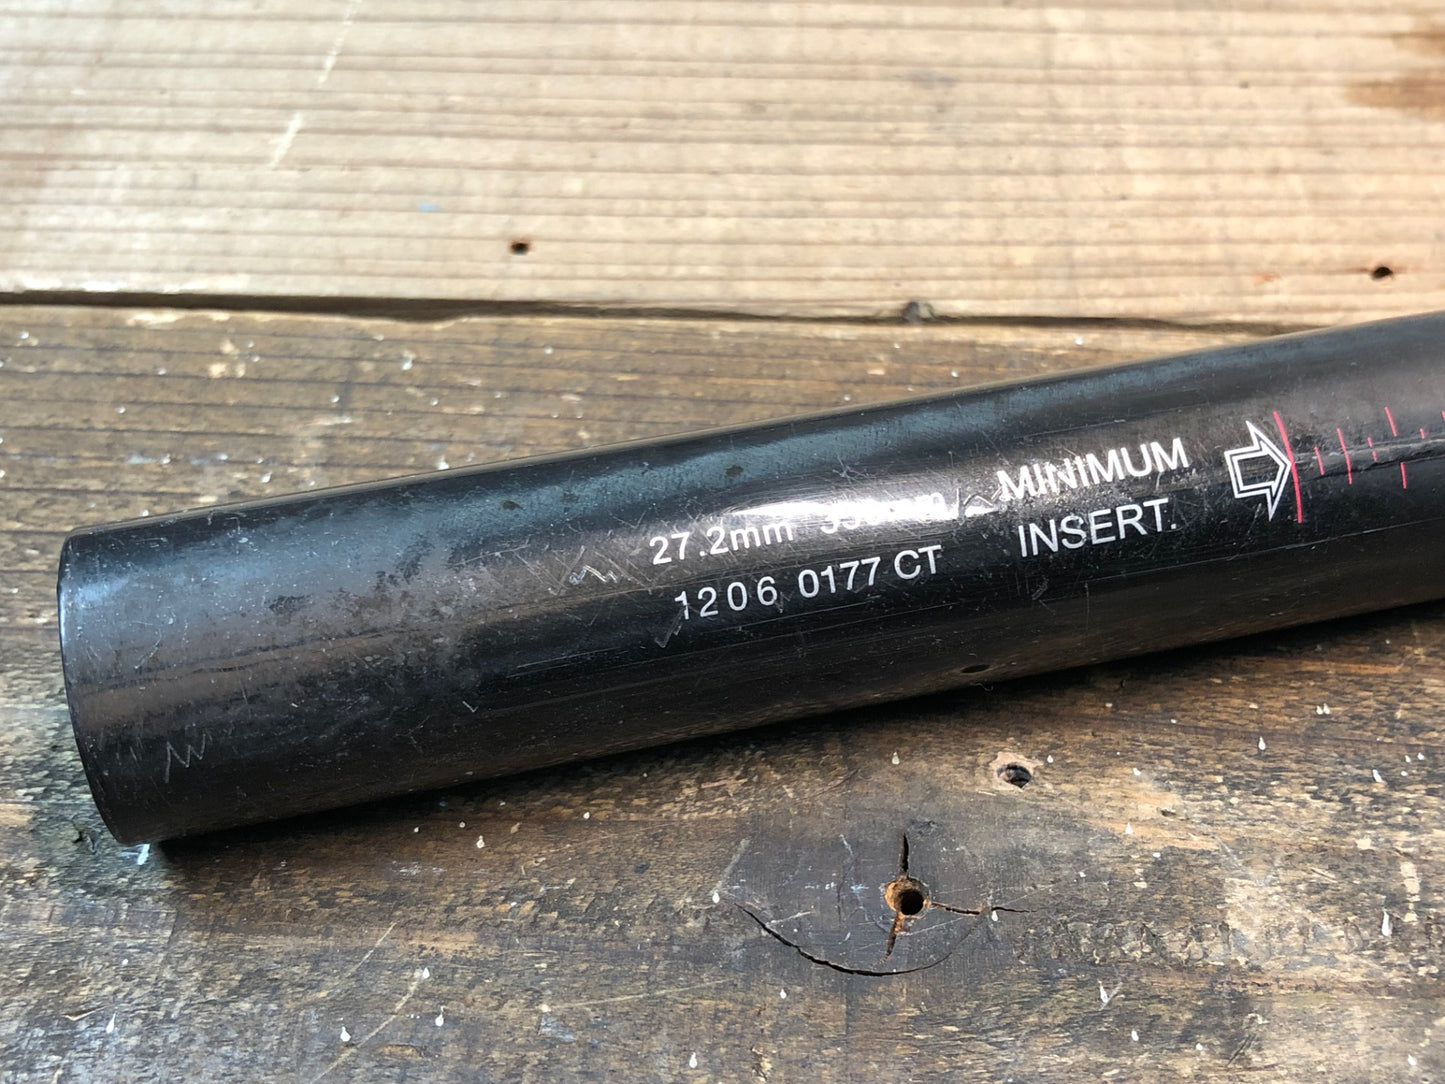 27.2mm
1206 0177 CT
MINIMUM
INSERT.